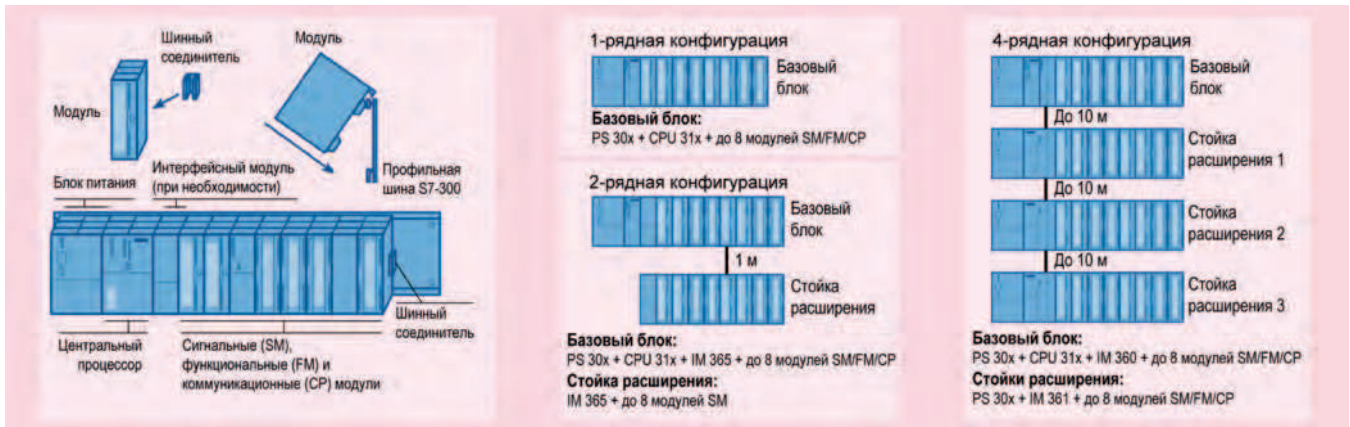 Шинный
соединитель
Модуль
Модуль
Профильная
шина S7-300
Интерфейсный модуль
(при необходимости)
Блок питания
Шинный
соединитель
Центральный
процессор
Сигнальные (SM),
функциональные (FM) и
коммуникационные (CP) модули
1-рядная конфигурация
Базовый
блок
Базовый блок:
PS 30x + CPU 31x + до 8 модулей SM/FM/CP
2-рядная конфигурация
Базовый
блок
1 м
Стойка
расширения
Базовый блок:
PS 30x + CPU 31x + IM 365 + до 8 модулей SM/FM/CP
Стойка расширения:
IM 365 + до 8 модулей SM
4-рядная конфигурация
Базовый
блок
До 10 м
Стойка
расширения 1
До 10 м
Стойка
расширения 2
До 10 м
Стойка
расширения 3
Базовый блок:
PS 30x + CPU 31x + IM 360 + до 8 модулей SM/FM/CP
Стойки расширения:
PS 30x + IM 361 + до 8 модулей SM/FM/CP